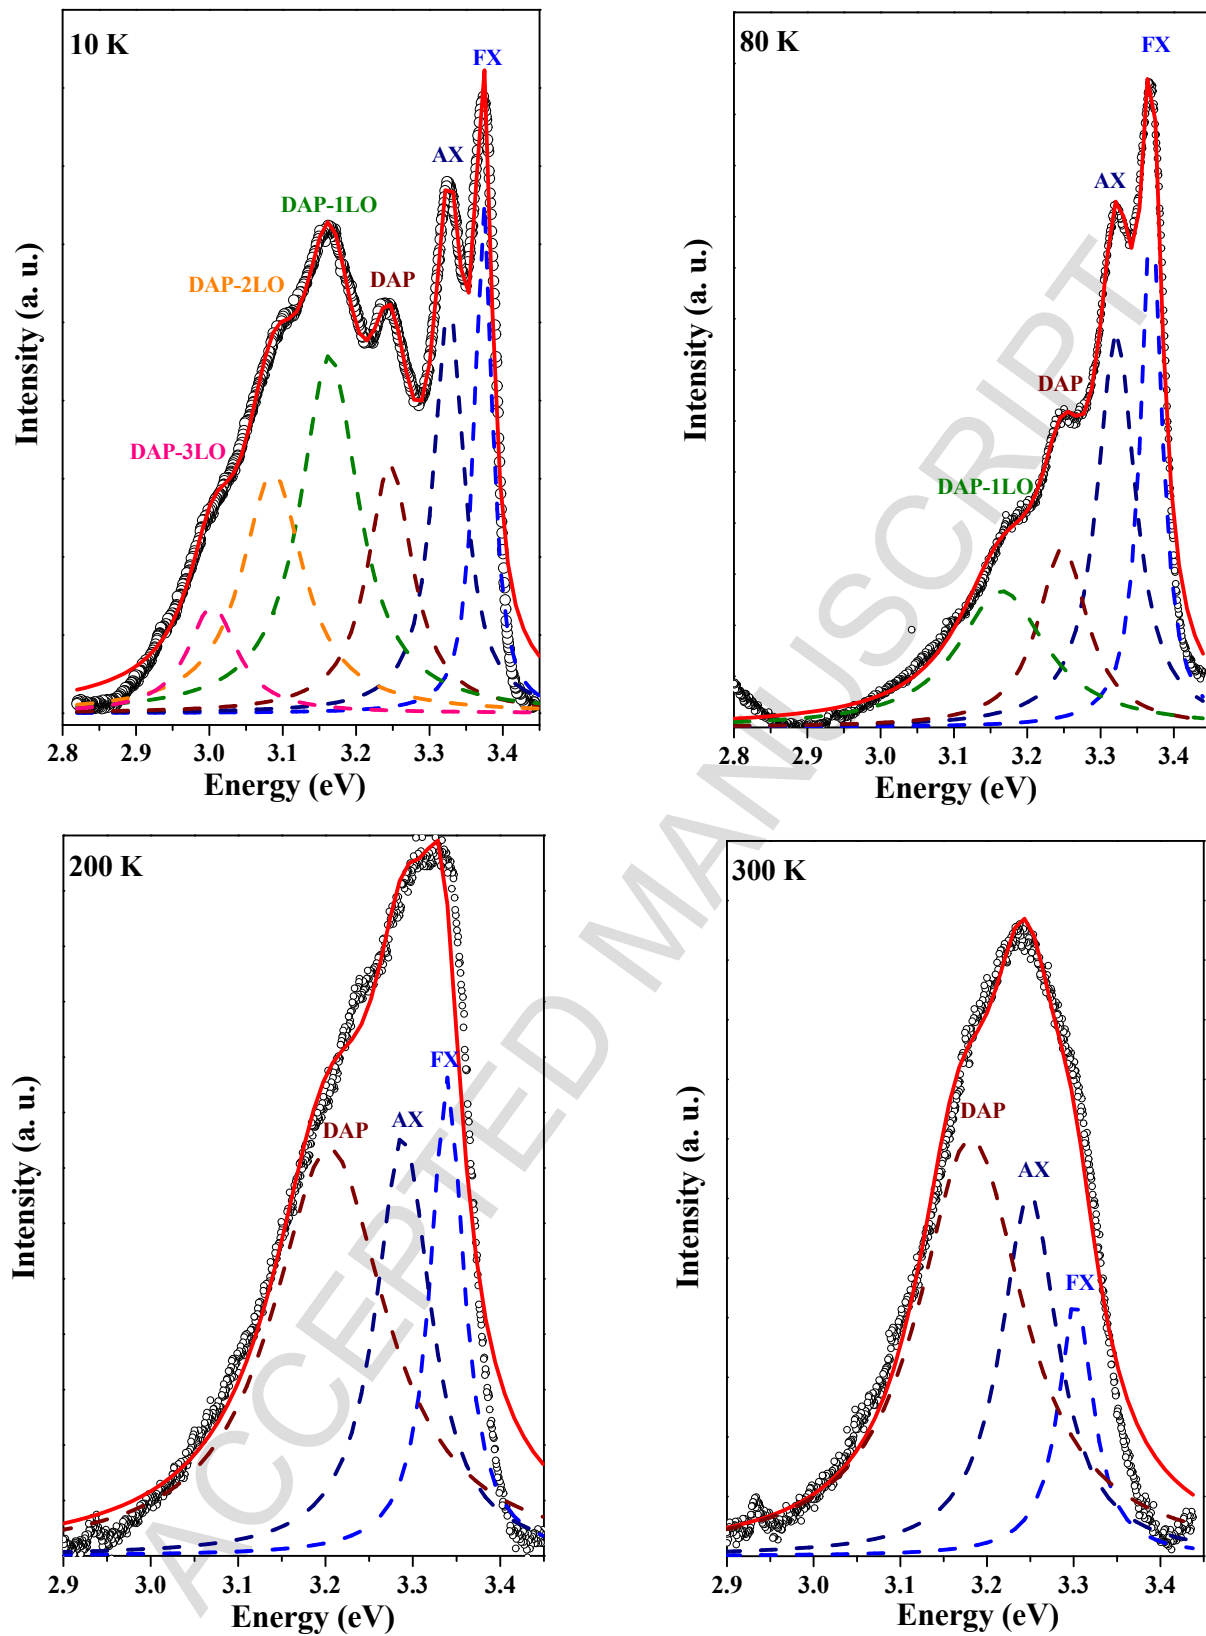 10 K
FX
AX
DAP-1LO
DAP
DAP-2LO
DAP-3LO
Intensity (a. u.)
2.8 2.9 3.0 3.1 3.2 3.3 3.4
Energy (eV)
80 K
FX
AX
DAP
DAP-1LO
Intensity (a. u.)
2.8 2.9 3.0 3.1 3.2 3.3 3.4
Energy (eV)
200 K
FX
AX
DAP
Intensity (a. u.)
2.9 3.0 3.1 3.2 3.3 3.4
Energy (eV)
300 K
DAP
AX
FX
Intensity (a. u.)
2.9 3.0 3.1 3.2 3.3 3.4
Energy (eV)
ACCEPTED MANUSCRIPT